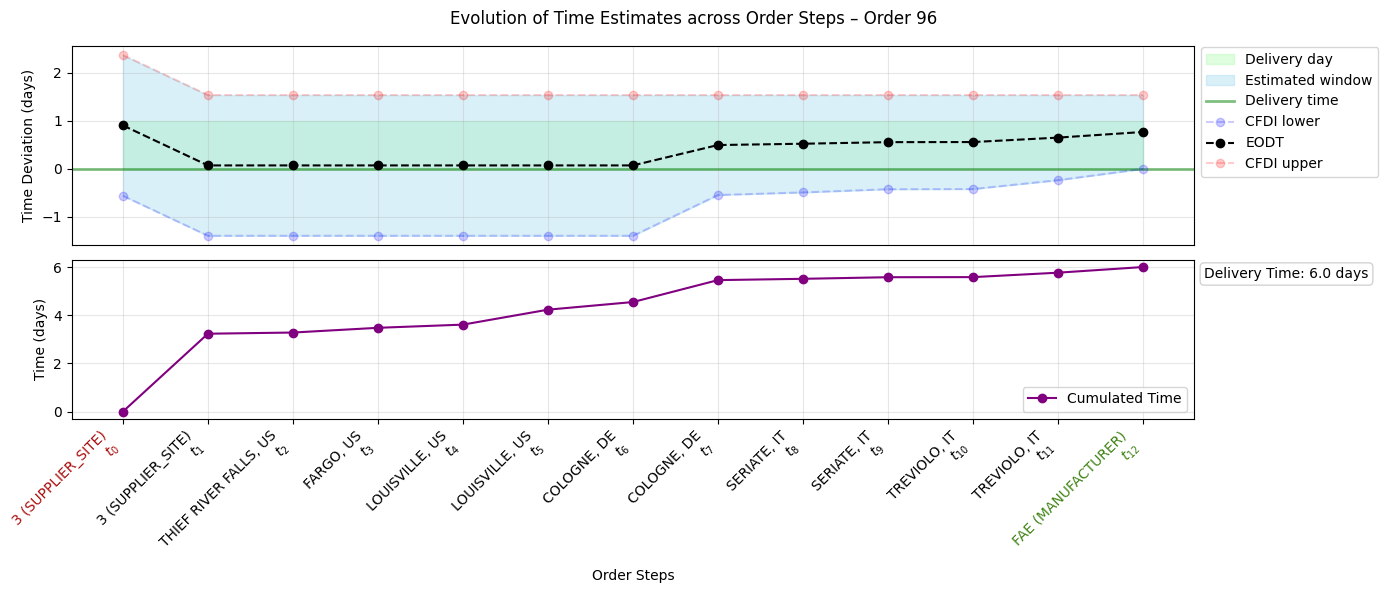 Evolution of Time Estimates across Order Steps – Order 96
Time Deviation (days)
2
1
0
−1
Delivery day
Estimated window
Delivery time
CFDI lower
EODT
CFDI upper
Time (days)
6
4
2
0
Delivery Time: 6.0 days
Cumulated Time
3 (SUPPLIER_SITE)
t0
3 (SUPPLIER_SITE)
t1
THIEF RIVER FALLS, US
t2
FARGO, US
t3
LOUISVILLE, US
t4
LOUISVILLE, US
t5
COLOGNE, DE
t6
COLOGNE, DE
t7
SERIATE, IT
t8
SERIATE, IT
t9
TREVIOLO, IT
t10
TREVIOLO, IT
t11
FAE (MANUFACTURER)
t12
Order Steps